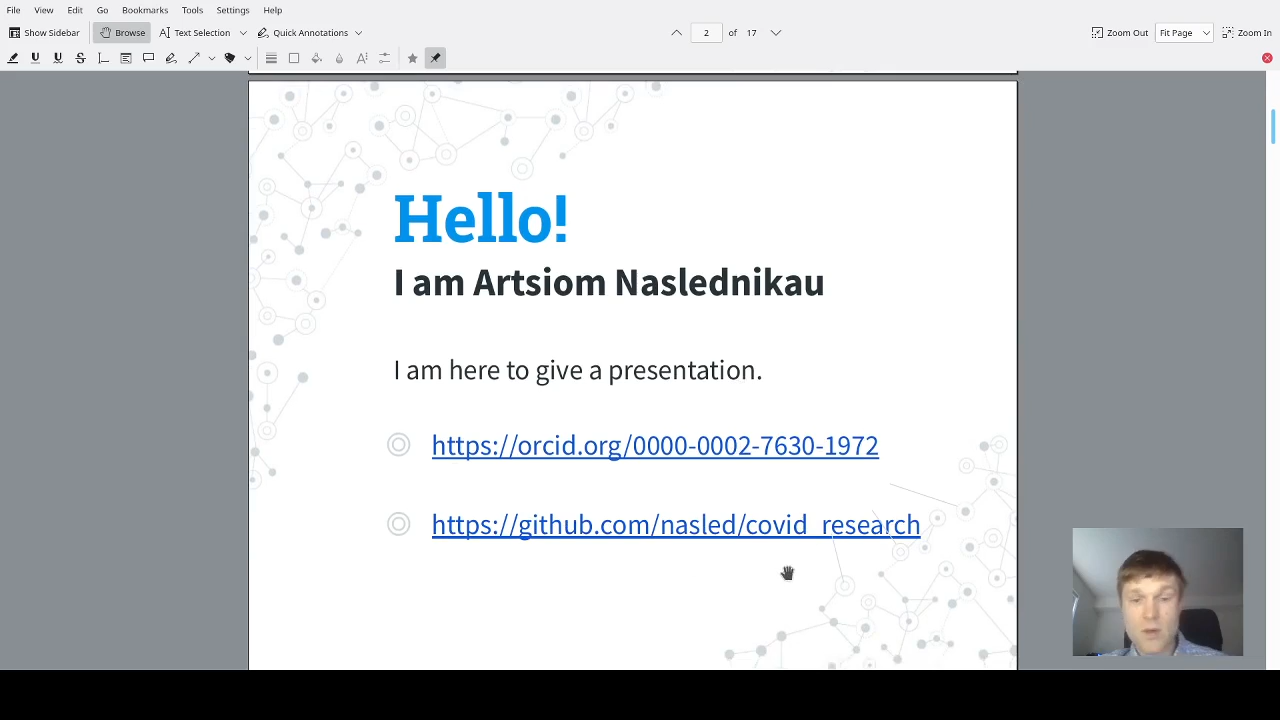 File View Edit Go Bookmarks Tools Settings Help
Show Sidebar Browse Text Selection Quick Annotations 2 of 17 Zoom Out Fit Page Zoom In
Hello!
I am Artsiom Naslednikau
I am here to give a presentation.
https://orcid.org/0000-0002-7630-1972
https://github.com/nasled/covid_research